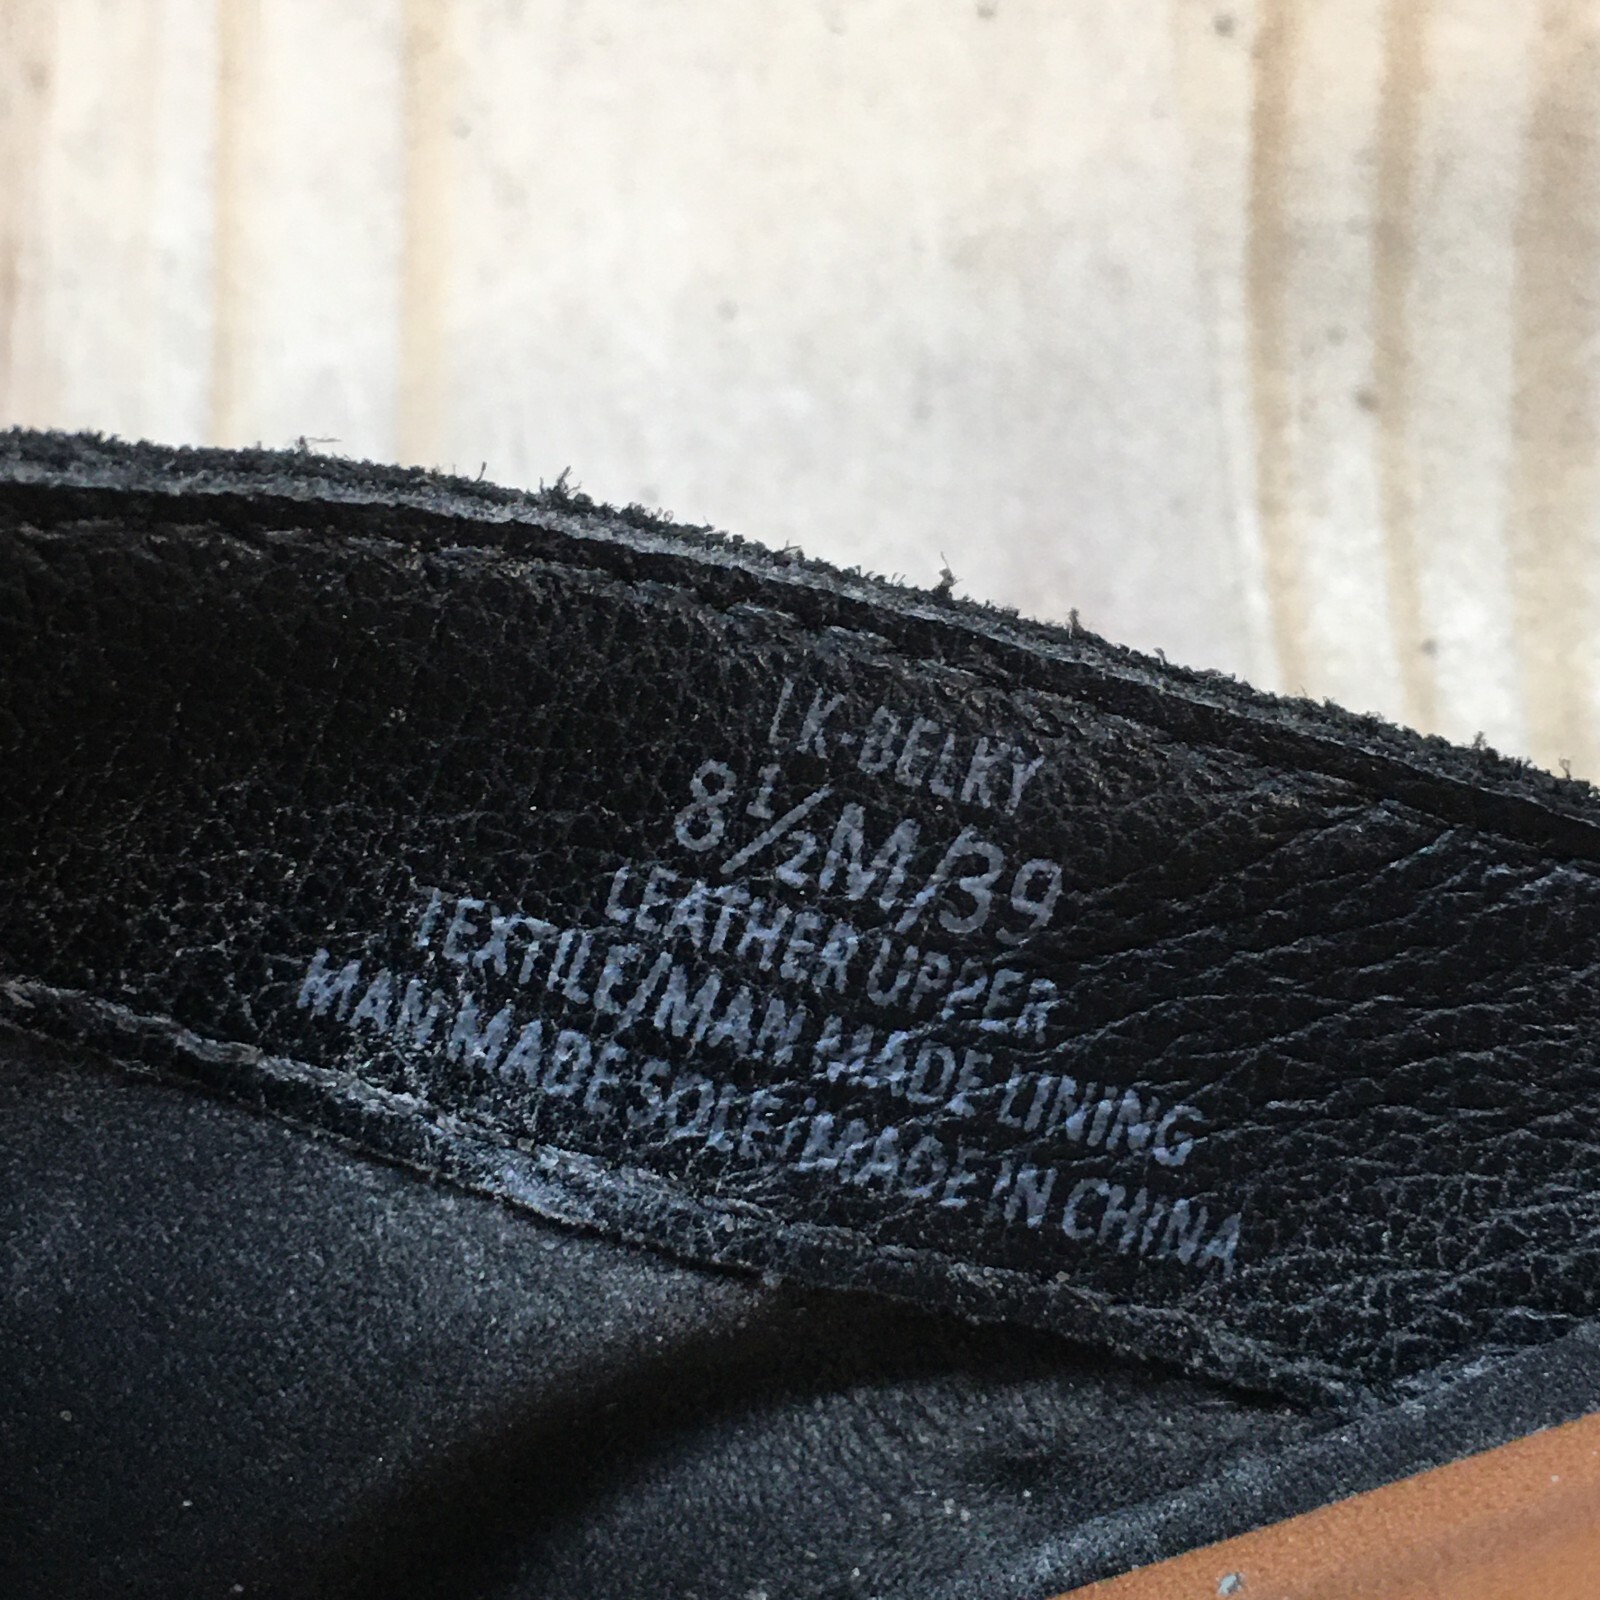 LK-BELKY
8½M/39
LEATHER UPPER
TEXTILE/MAN MADE LINING
MAN MADE SOLE/MADE IN CHINA